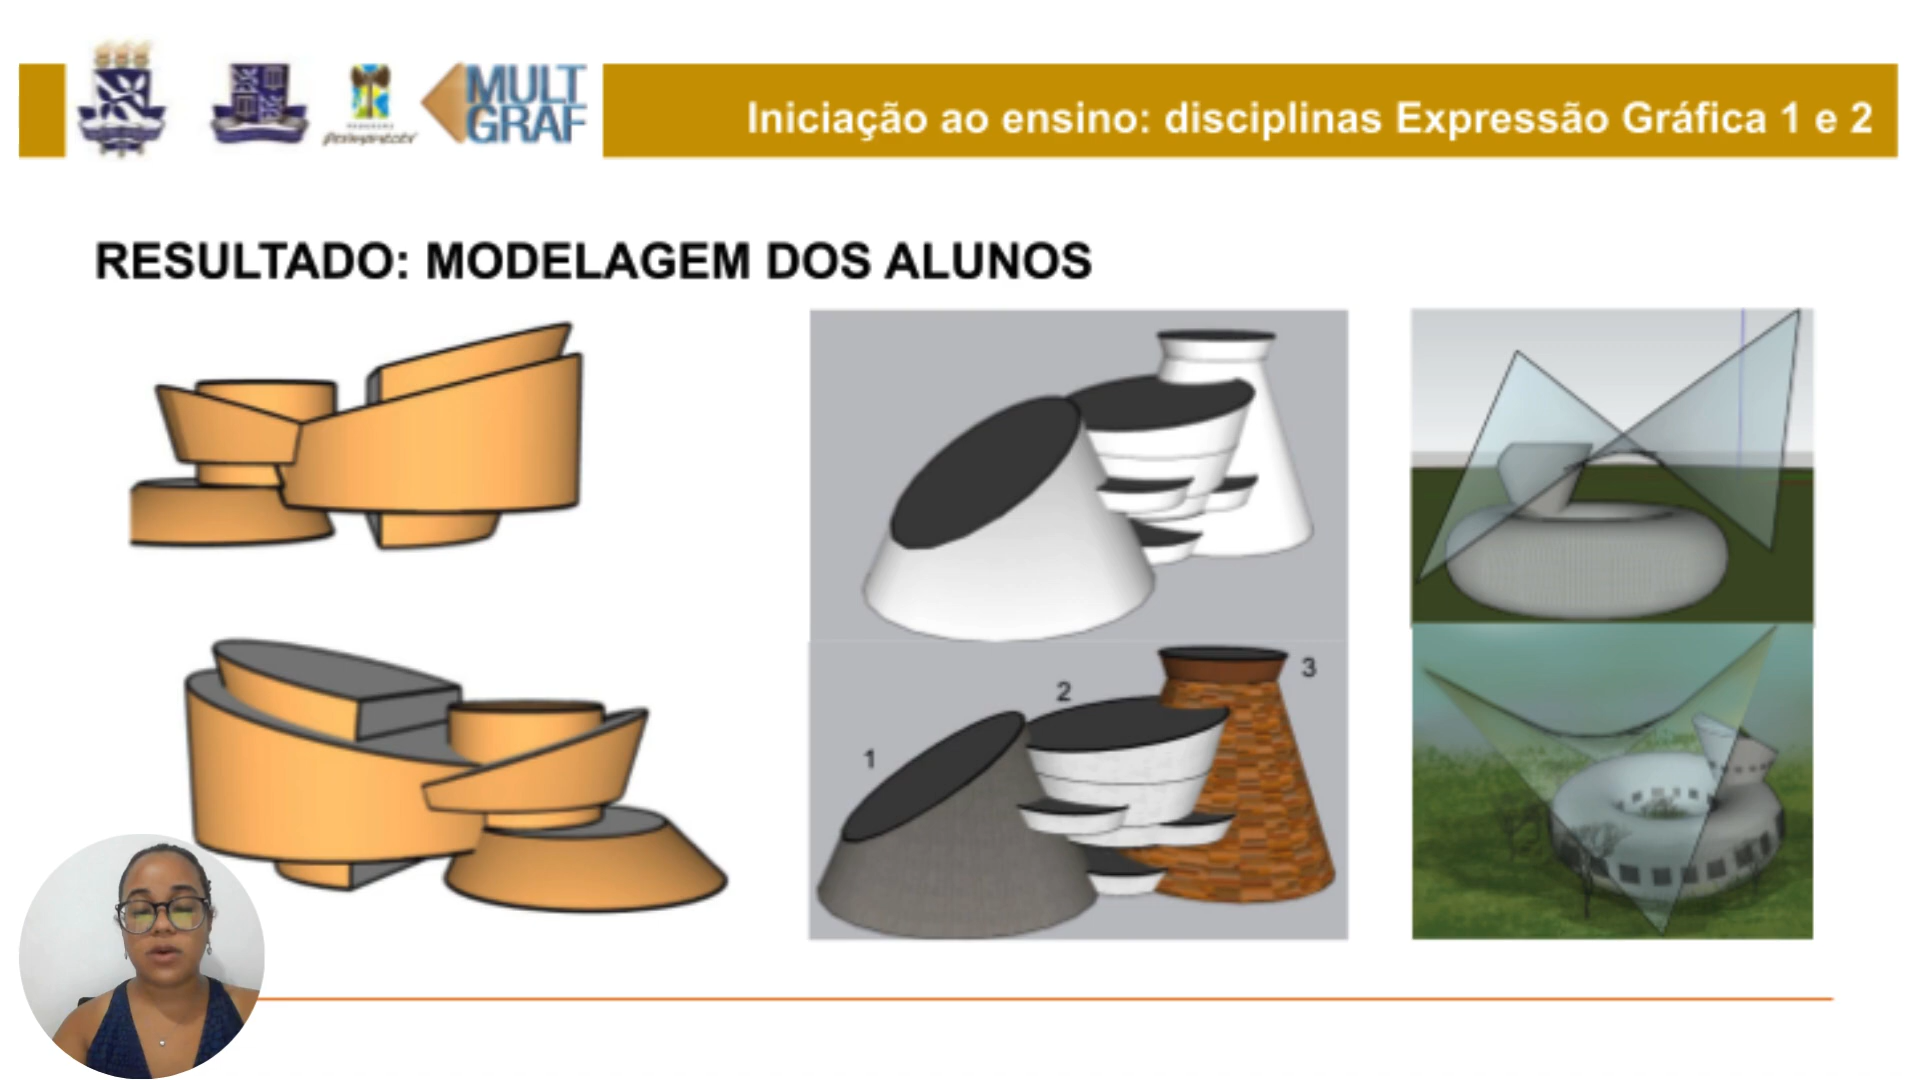 MULT
GRAF
Iniciação ao ensino: disciplinas Expressão Gráfica 1 e 2
RESULTADO: MODELAGEM DOS ALUNOS
1
2
3